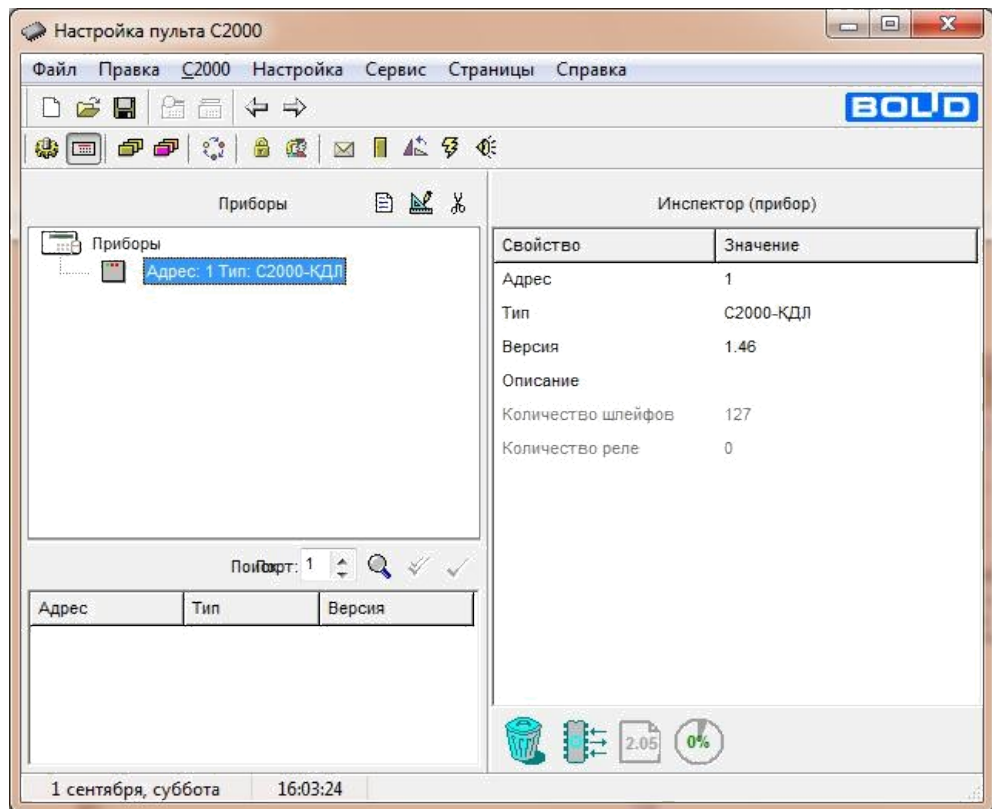 Настройка пульта С2000
Файл Правка С2000 Настройка Сервис Страницы Справка
BOLID
Приборы
Приборы
Адрес: 1 Тип: С2000-КДЛ
Поиск
Порт: 1
Адрес Тип Версия
Инспектор (прибор)
Свойство Значение
Адрес 1
Тип С2000-КДЛ
Версия 1.46
Описание
Количество шлейфов 127
Количество реле 0
2.05
0%
1 сентября, суббота 16:03:24